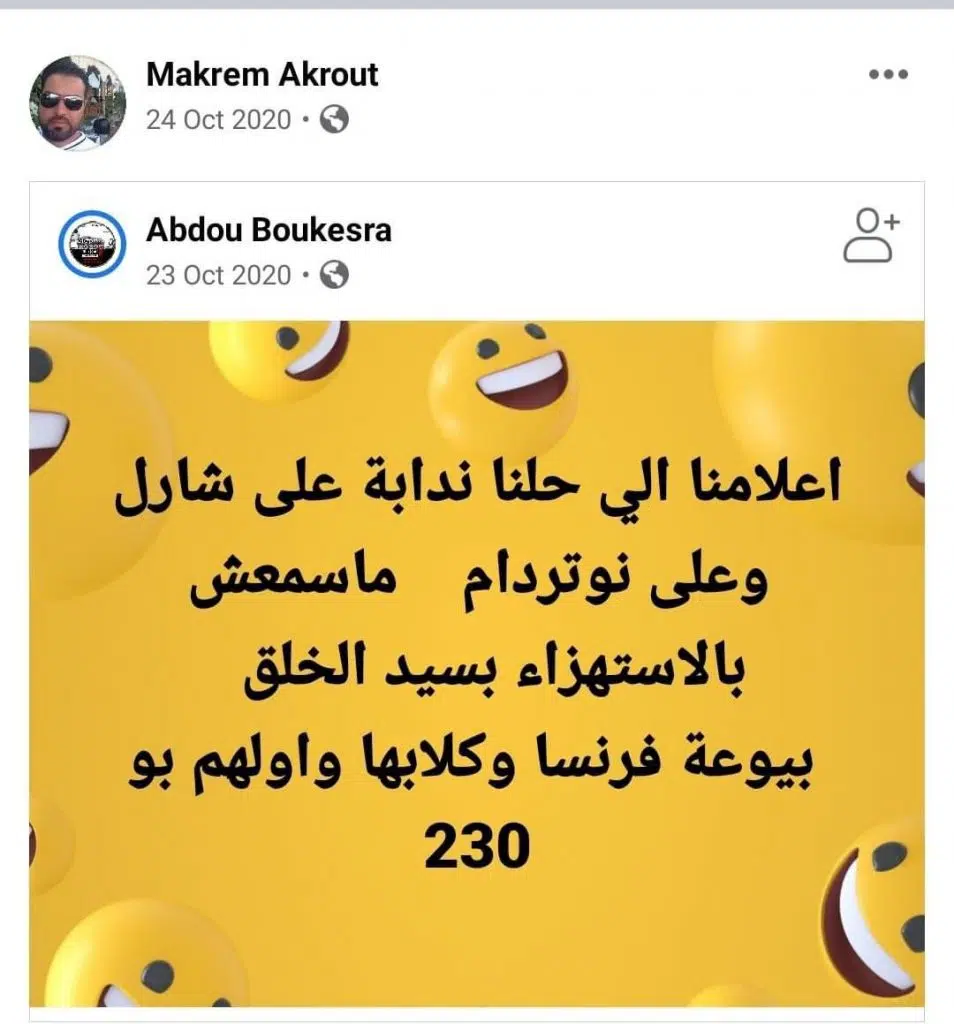 Makrem Akrout
24 Oct 2020 •
Abdou Boukesra
23 Oct 2020 •
اعلامنا الي حلنا ندابة على شارل
وعلى نوتردام ماسمعش
بالاستهزاء بسيد الخلق
بيوعة فرنسا وكلابها واولهم بو
230